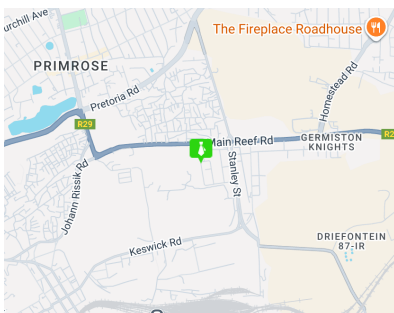 urchill Ave
The Fireplace Roadhouse
PRIMROSE
Pretoria Rd
Homestead Rd
R29
Main Reef Rd
GERMISTON
KNIGHTS
R2
Stanley St
Johann Rissik Rd
Keswick Rd
DRIEFONTEIN
87-IR